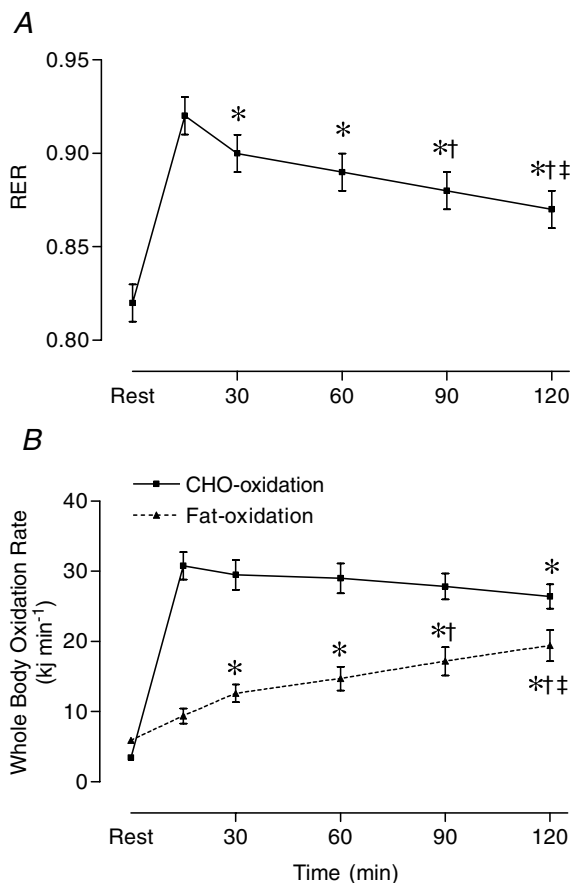 A
0.95
0.90
0.85
0.80
RER
*
*
*†
*†‡
Rest 30 60 90 120
B
CHO-oxidation
Fat-oxidation
40
30
20
10
0
Whole Body Oxidation Rate
(kj min⁻¹)
*
*
*
*†
*†‡
Rest 30 60 90 120
Time (min)